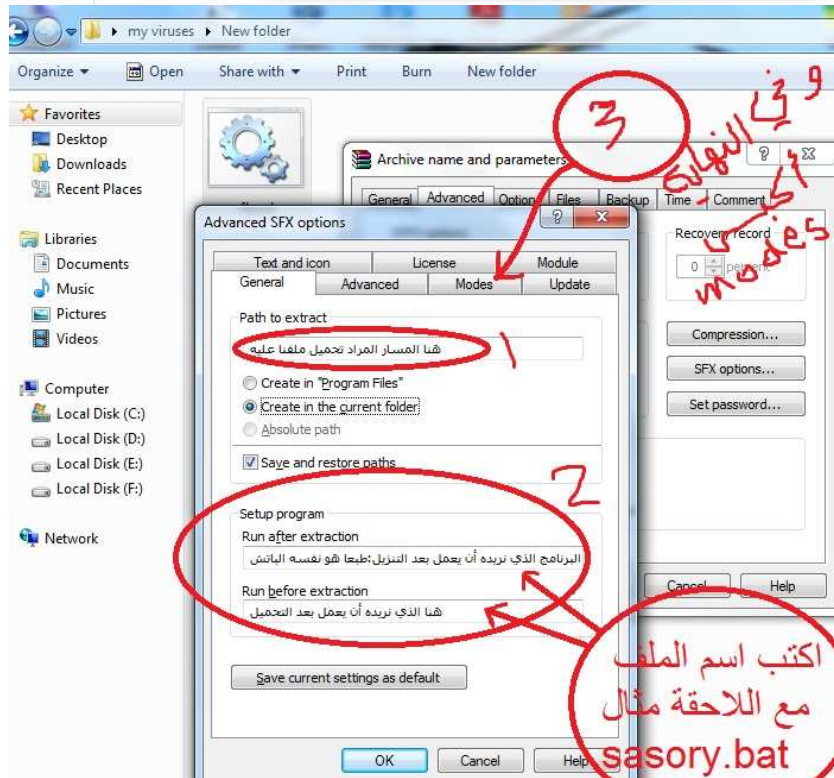 my viruses ▸ New folder
Organize ▾ Open Share with ▾ Print Burn New folder
Favorites
Desktop
Downloads
Recent Places
Libraries
Documents
Music
Pictures
Videos
Computer
Local Disk (C:)
Local Disk (D:)
Local Disk (E:)
Local Disk (F:)
Network
3
وفي
النهاية
modes
Archive name and parameters
General Advanced Option Files Backup Time Comment
Recovery record
0 percent
Compression...
SFX options...
Set password...
Cancel Help
Advanced SFX options
Text and icon License Module
General Advanced Modes Update
Path to extract
هنا المسار المراد تحميل ملفنا عليه
1
Create in "Program Files"
Create in the current folder
Absolute path
Save and restore paths
2
Setup program
Run after extraction
البرنامج الذي نريده أن يعمل بعد التنزيل:طبعا هو نفسه الباتش
Run before extraction
هنا الذي نريده أن يعمل بعد التحميل
Save current settings as default
OK Cancel Help
اكتب اسم الملف
مع اللاحقة مثال
sasory.bat